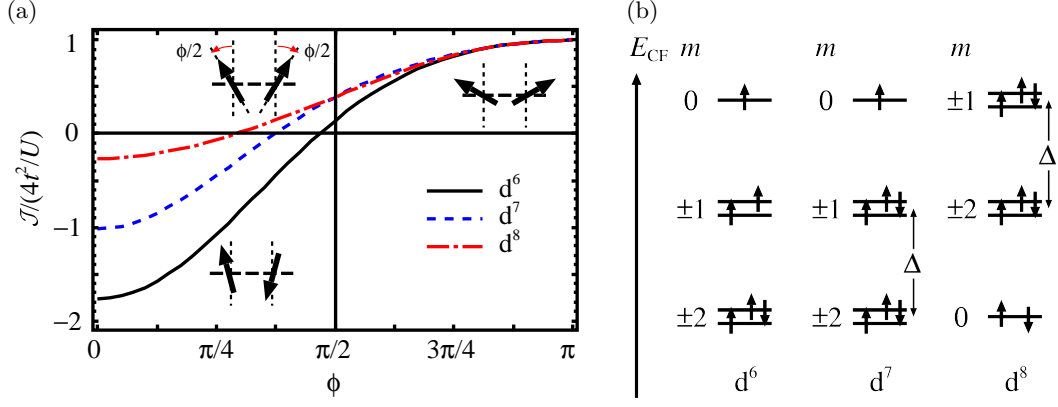 (a)
1
0
−1
−2
J/(4t²/U)
ϕ/2
ϕ/2
d⁶
d⁷
d⁸
0
π/4
π/2
3π/4
π
ϕ
(b)
E_CF m m m
0 0 ±1
±1 ±1 ±2
±2 ±2 0
Δ
Δ
d⁶ d⁷ d⁸